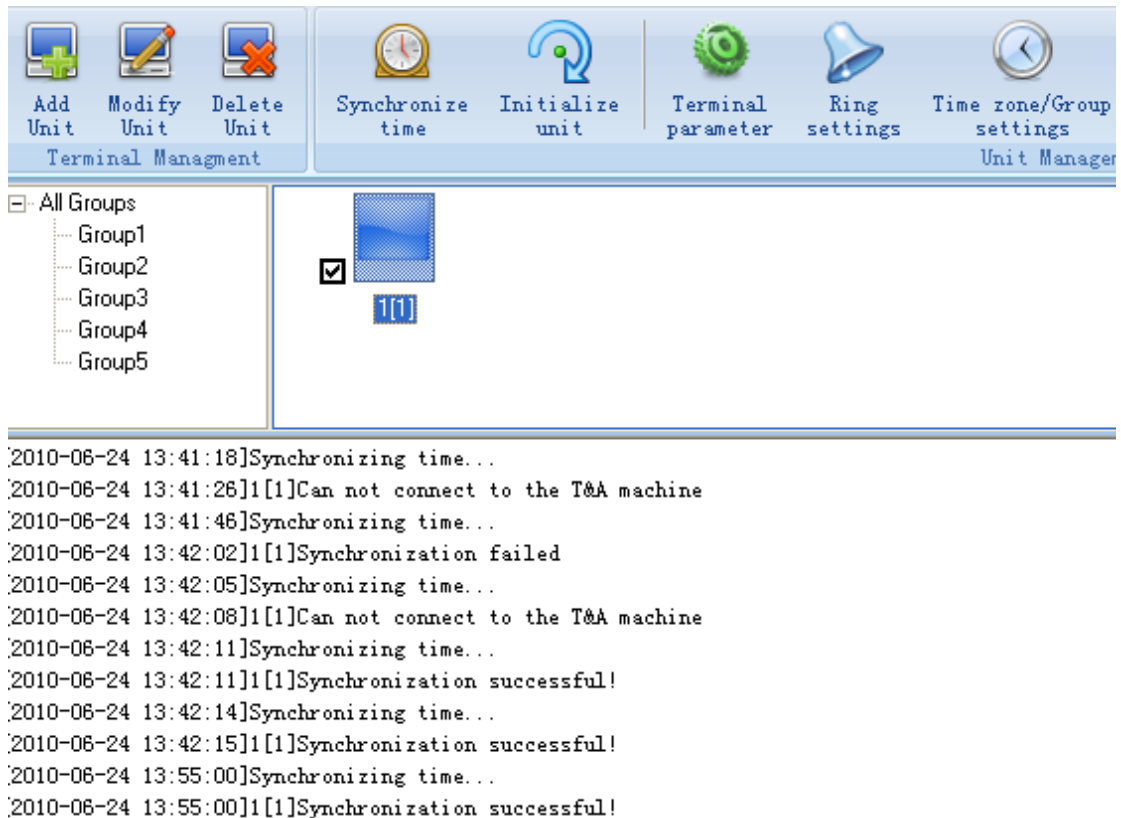 Add Unit
Modify Unit
Delete Unit
Synchronize time
Initialize unit
Terminal parameter
Ring settings
Time zone/Group settings
Terminal Managment
Unit
All Groups
Group1
Group2
Group3
Group4
Group5
1[1]
[2010-06-24 13:41:18]Synchronizing time...
[2010-06-24 13:41:26]1[1]Can not connect to the T&A machine
[2010-06-24 13:41:46]Synchronizing time...
[2010-06-24 13:42:02]1[1]Synchronization failed
[2010-06-24 13:42:05]Synchronizing time...
[2010-06-24 13:42:08]1[1]Can not connect to the T&A machine
[2010-06-24 13:42:11]Synchronizing time...
[2010-06-24 13:42:11]1[1]Synchronization successful!
[2010-06-24 13:42:14]Synchronizing time...
[2010-06-24 13:42:15]1[1]Synchronization successful!
[2010-06-24 13:55:00]Synchronizing time...
[2010-06-24 13:55:00]1[1]Synchronization successful!